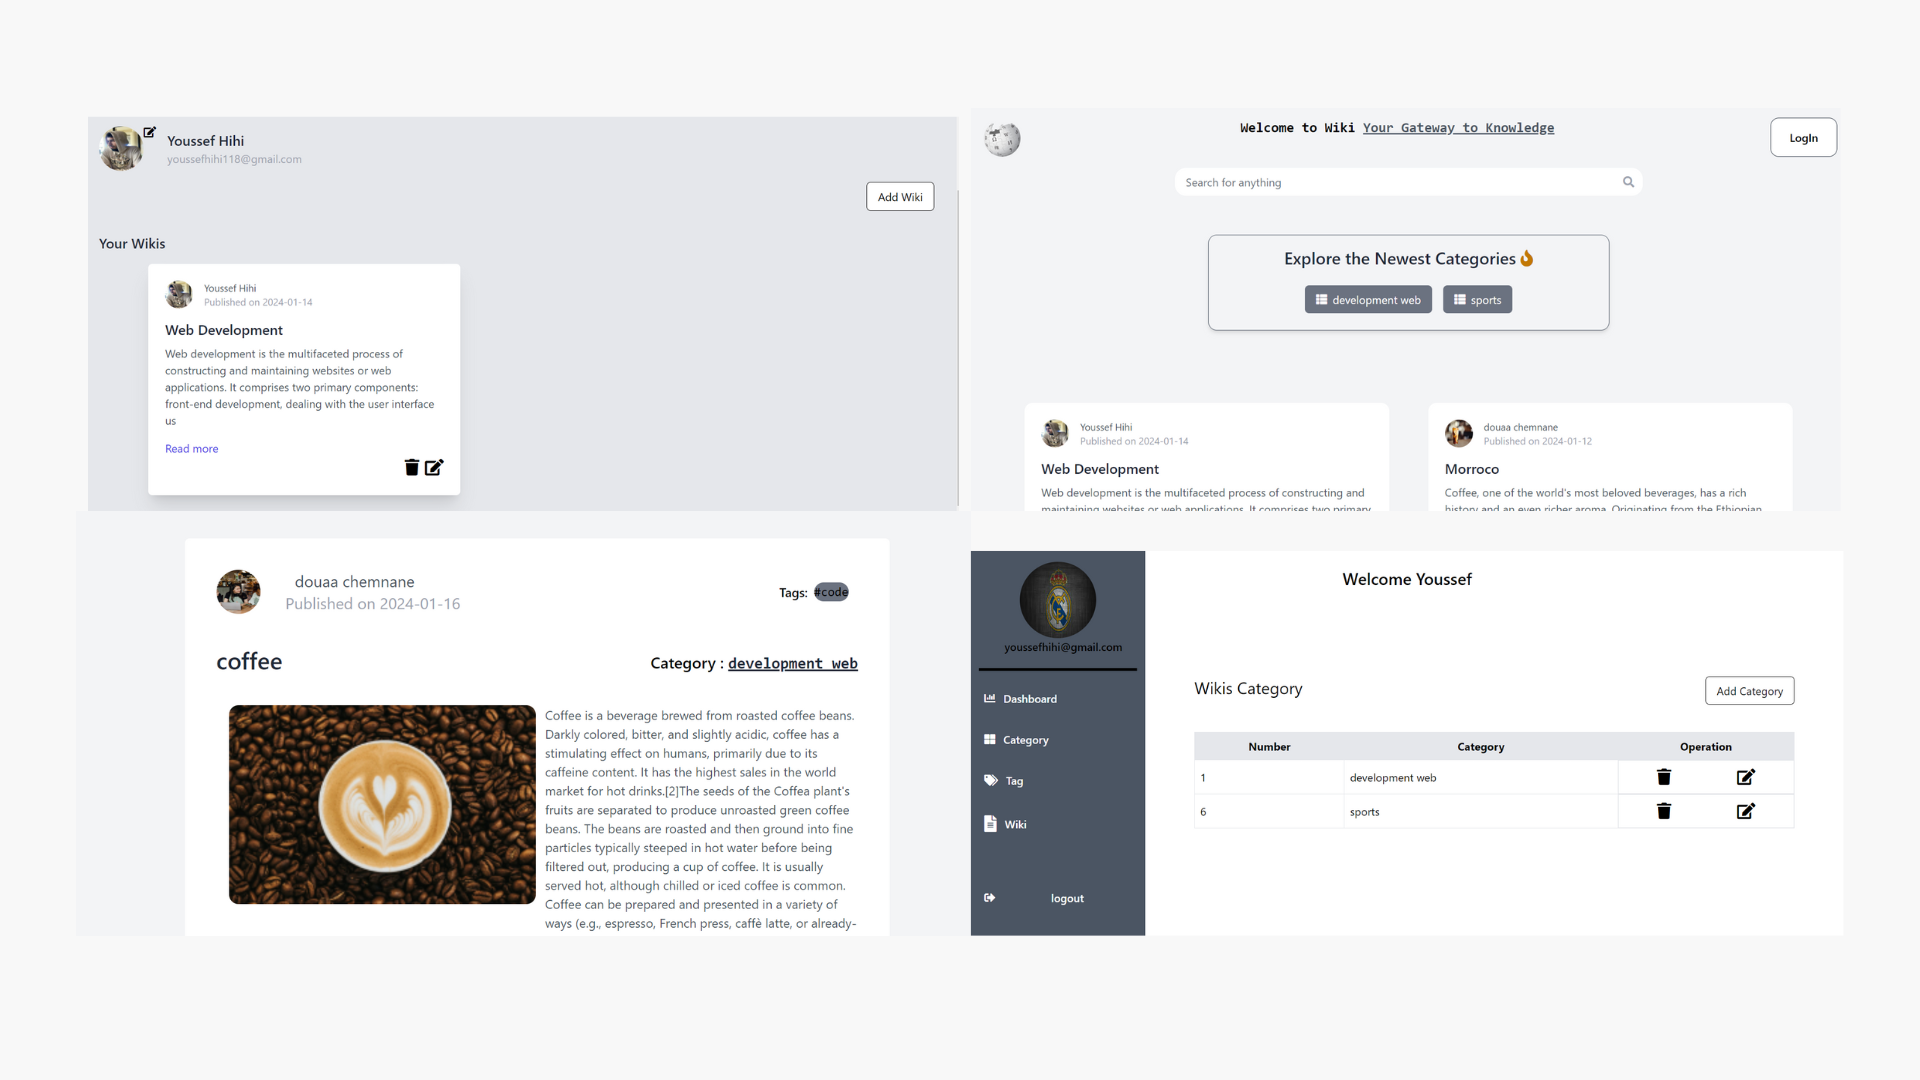 Youssef Hihi
youssefhihi118@gmail.com
Add Wiki
Your Wikis
Youssef Hihi
Published on 2024-01-14
Web Development
Web development is the multifaceted process of
constructing and maintaining websites or web
applications. It comprises two primary components:
front-end development, dealing with the user interface
us
Read more
Welcome to Wiki Your Gateway to Knowledge
LogIn
Search for anything
Explore the Newest Categories
development web
sports
Youssef Hihi
Published on 2024-01-14
Web Development
Web development is the multifaceted process of constructing and
maintaining websites or web applications. It comprises two primary
douaa chemnane
Published on 2024-01-12
Morroco
Coffee, one of the world's most beloved beverages, has a rich
history and an even richer aroma. Originating from the Ethiopian
douaa chemnane
Published on 2024-01-16
Tags: #code
coffee
Category : development web
Coffee is a beverage brewed from roasted coffee beans.
Darkly colored, bitter, and slightly acidic, coffee has a
stimulating effect on humans, primarily due to its
caffeine content. It has the highest sales in the world
market for hot drinks.[2]The seeds of the Coffea plant's
fruits are separated to produce unroasted green coffee
beans. The beans are roasted and then ground into fine
particles typically steeped in hot water before being
filtered out, producing a cup of coffee. It is usually
served hot, although chilled or iced coffee is common.
Coffee can be prepared and presented in a variety of
ways (e.g., espresso, French press, caffè latte, or already-
youssefhihi@gmail.com
Dashboard
Category
Tag
Wiki
logout
Welcome Youssef
Wikis Category
Add Category
Number Category Operation
1 development web
6 sports